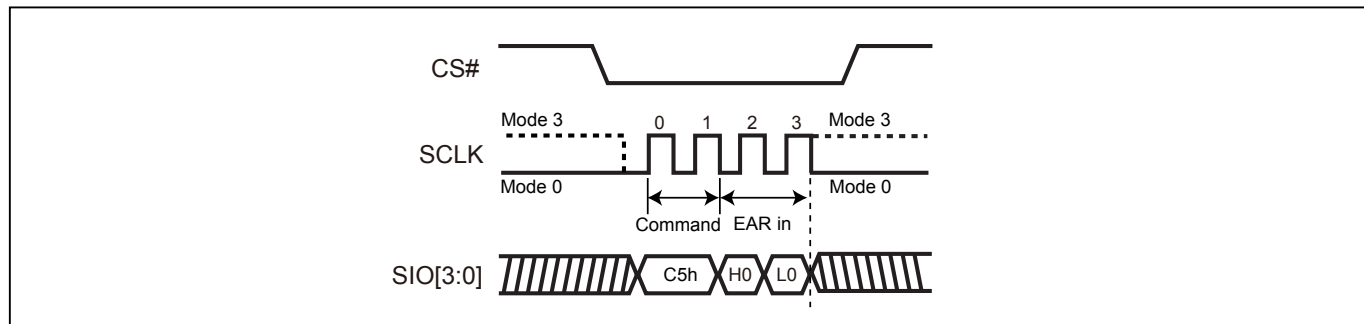 CS#
Mode 3 0 1 2 3 Mode 3
SCLK
Mode 0 Mode 0
Command EAR in
SIO[3:0] C5h H0 L0